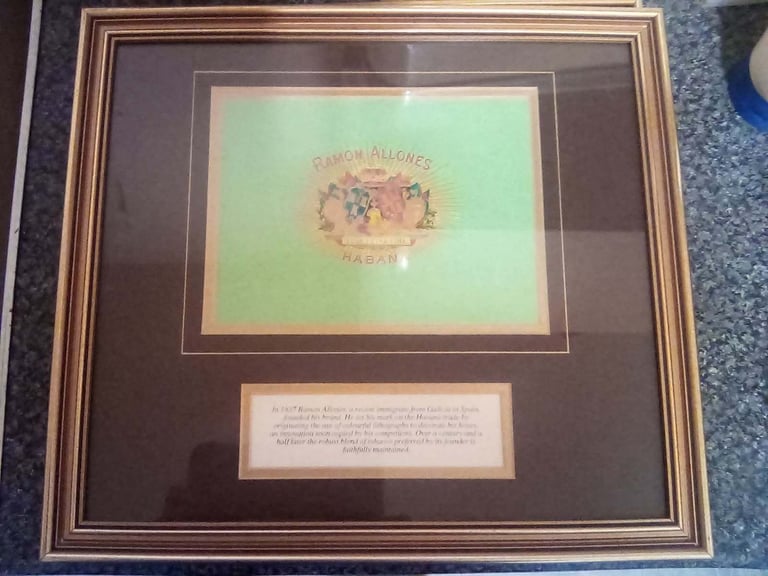 RAMON ALLONES
HABANA
In 1837 Ramon Allones, a recent immigrant from Galicia in Spain,
founded his brand. He set his mark on the Havana trade by
originating the use of colourful lithographs to decorate his boxes,
an innovation soon copied by his competitors. Over a century and a
half later the robust blend of tobaccos preferred by its founder is
faithfully maintained.